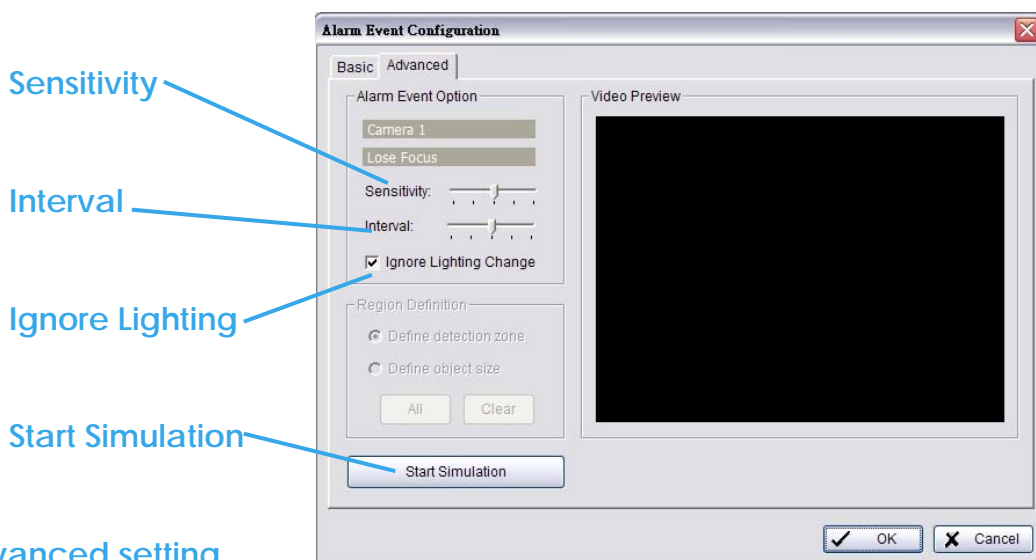 Alarm Event Configuration
Basic
Advanced
Sensitivity
Alarm Event Option
Video Preview
Camera 1
Lose Focus
Sensitivity:
Interval
Interval:
Ignore Lighting Change
Ignore Lighting
Region Definition
Define detection zone
Define object size
All
Clear
Start Simulation
Start Simulation
OK
Cancel
vanced setting